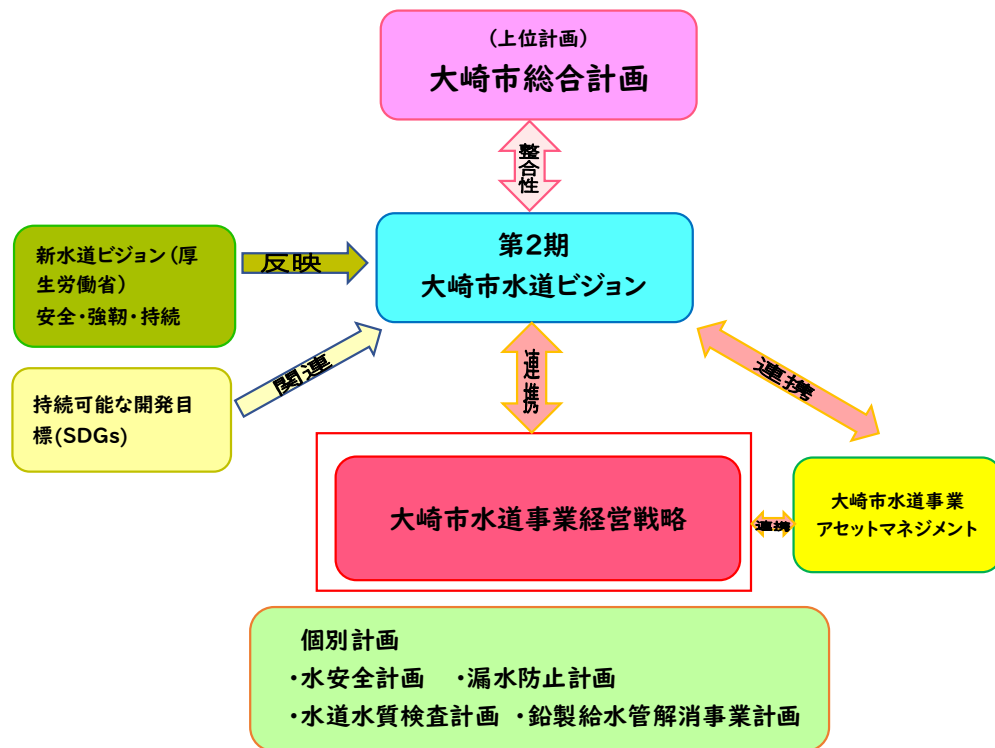 (上位計画)
大崎市総合計画
整合性
第2期
大崎市水道ビジョン
新水道ビジョン(厚
生労働省)
安全・強靭・持続
反映
持続可能な開発目
標(SDGs)
関連
連携
連携
大崎市水道事業経営戦略
連携
大崎市水道事業
アセットマネジメント
個別計画
・水安全計画 ・漏水防止計画
・水道水質検査計画 ・鉛製給水管解消事業計画